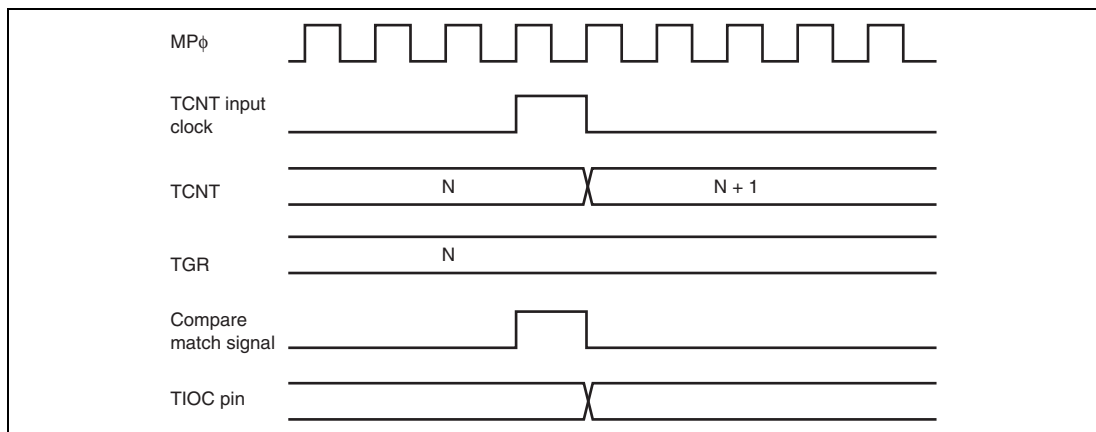 MPφ
TCNT input
clock
TCNT
N
N + 1
TGR
N
Compare
match signal
TIOC pin